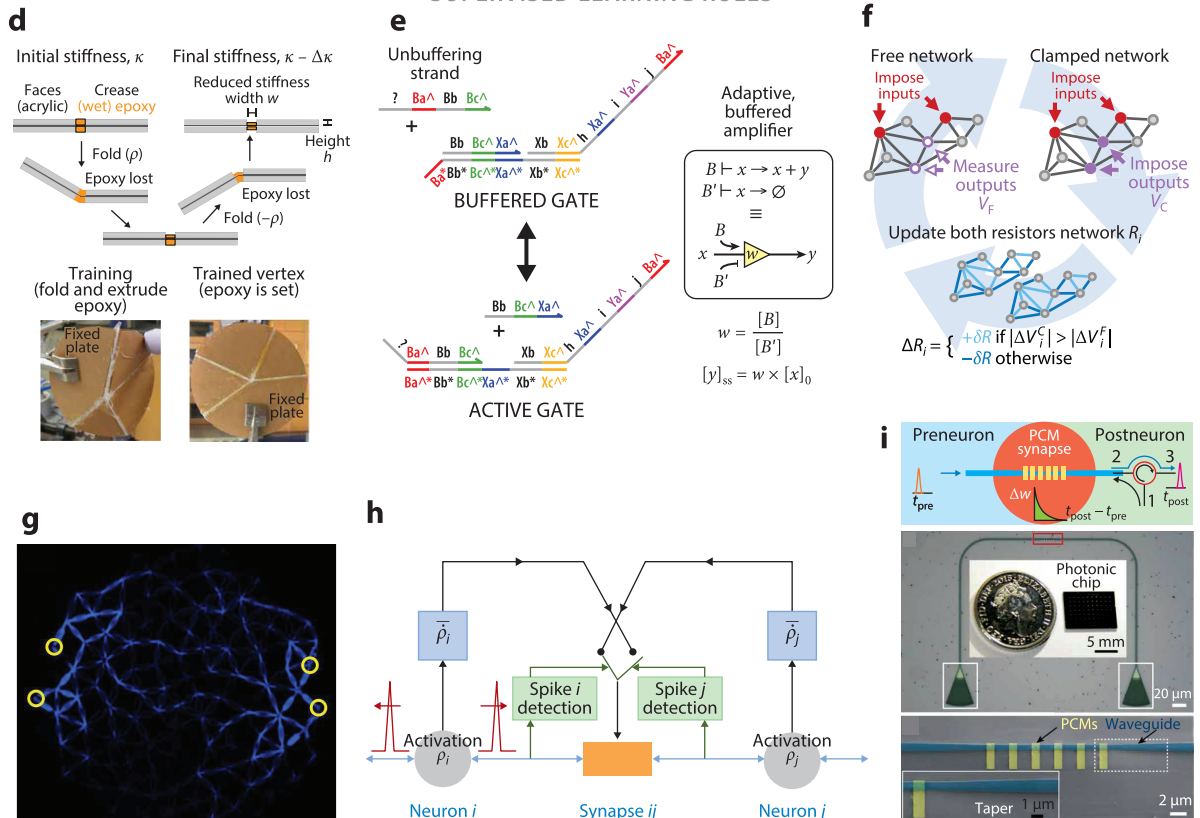 d
Initial stiffness, κ
Final stiffness, κ – Δκ
Faces (acrylic)
Crease (wet) epoxy
Reduced stiffness width w
Height h
Fold (ρ)
Epoxy lost
Epoxy lost
Fold (–ρ)
Training
(fold and extrude
epoxy)
Trained vertex
(epoxy is set)
Fixed
plate
Fixed
plate
e
Unbuffering
strand
? Ba^ Bb Bc^
+
Bb Bc^ Xa^ Xb Xc^ h Xa^ i Ya^ j Ba^
Ba* Bb* Bc^* Xa^* Xb* Xc^*
BUFFERED GATE
Bb Bc^ Xa^
+
? Ba^ Bb Bc^ Xb Xc^ h Xa^ i Ya^ j Ba^
Ba^* Bb* Bc^* Xa^* Xb* Xc^*
ACTIVE GATE
Adaptive,
buffered
amplifier
B ⊢ x → x + y
B' ⊢ x → ∅
≡
B
x w y
B'
w = [B] / [B']
[y]ss = w × [x]0
f
Free network
Clamped network
Impose
inputs
Impose
inputs
Measure
outputs
VF
Impose
outputs
VC
Update both resistors network Ri
ΔRi = { +δR if |ΔViC| > |ΔViF|
–δR otherwise
g
h
ρ̇i
ρ̇j
Spike i
detection
Spike j
detection
Activation
ρi
Activation
ρj
Neuron i
Synapse ij
Neuron j
i
Preneuron
PCM
synapse
Postneuron
2 3
Δw
tpre
tpost – tpre
1
tpost
Photonic
chip
5 mm
20 μm
PCMs
Waveguide
Taper
1 μm
2 μm